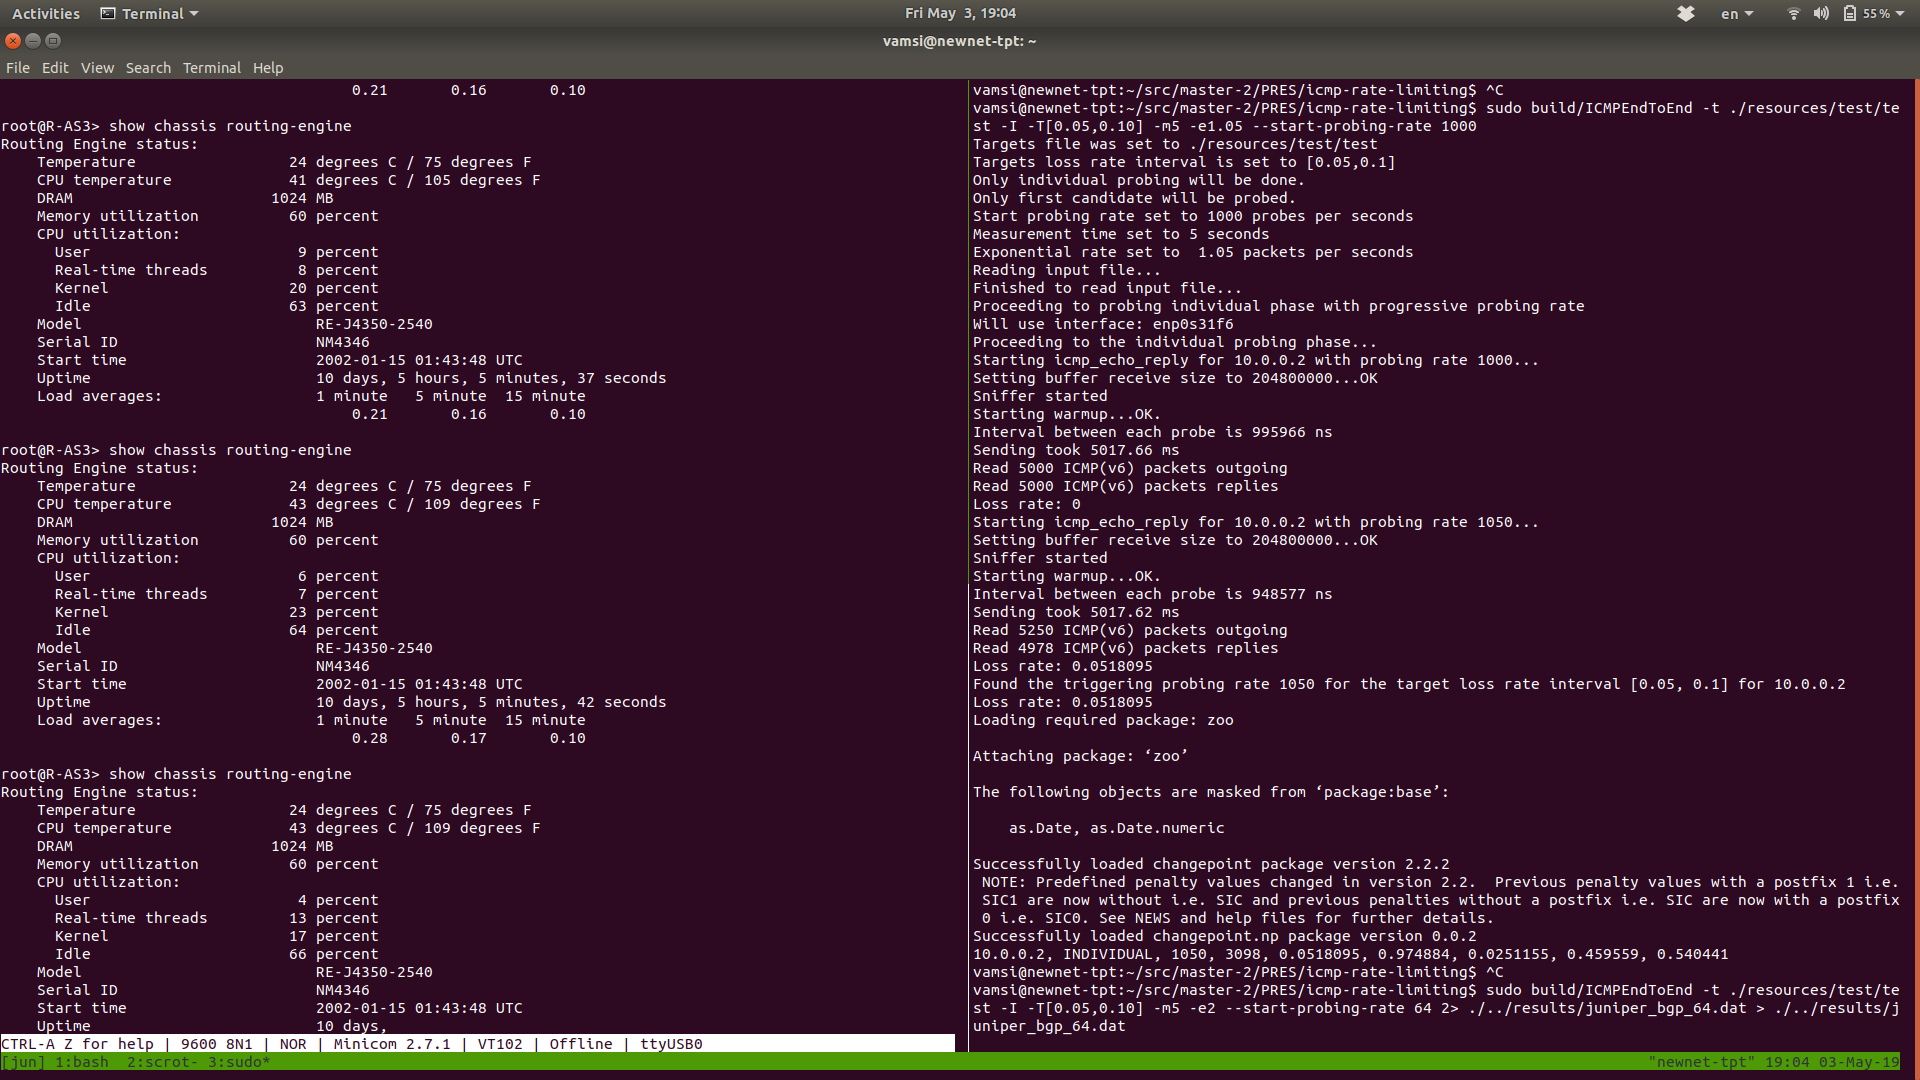 Activities Terminal Fri May 3, 19:04 en 55 %
vamsi@newnet-tpt: ~
File Edit View Search Terminal Help
0.21 0.16 0.10
root@R-AS3> show chassis routing-engine
Routing Engine status:
Temperature 24 degrees C / 75 degrees F
CPU temperature 41 degrees C / 105 degrees F
DRAM 1024 MB
Memory utilization 60 percent
CPU utilization:
User 9 percent
Real-time threads 8 percent
Kernel 20 percent
Idle 63 percent
Model RE-J4350-2540
Serial ID NM4346
Start time 2002-01-15 01:43:48 UTC
Uptime 10 days, 5 hours, 5 minutes, 37 seconds
Load averages: 1 minute 5 minute 15 minute
0.21 0.16 0.10
root@R-AS3> show chassis routing-engine
Routing Engine status:
Temperature 24 degrees C / 75 degrees F
CPU temperature 43 degrees C / 109 degrees F
DRAM 1024 MB
Memory utilization 60 percent
CPU utilization:
User 6 percent
Real-time threads 7 percent
Kernel 23 percent
Idle 64 percent
Model RE-J4350-2540
Serial ID NM4346
Start time 2002-01-15 01:43:48 UTC
Uptime 10 days, 5 hours, 5 minutes, 42 seconds
Load averages: 1 minute 5 minute 15 minute
0.28 0.17 0.10
root@R-AS3> show chassis routing-engine
Routing Engine status:
Temperature 24 degrees C / 75 degrees F
CPU temperature 43 degrees C / 109 degrees F
DRAM 1024 MB
Memory utilization 60 percent
CPU utilization:
User 4 percent
Real-time threads 13 percent
Kernel 17 percent
Idle 66 percent
Model RE-J4350-2540
Serial ID NM4346
Start time 2002-01-15 01:43:48 UTC
Uptime 10 days,
CTRL-A Z for help | 9600 8N1 | NOR | Minicom 2.7.1 | VT102 | Offline | ttyUSB0
vamsi@newnet-tpt:~/src/master-2/PRES/icmp-rate-limiting$ ^C
vamsi@newnet-tpt:~/src/master-2/PRES/icmp-rate-limiting$ sudo build/ICMPEndToEnd -t ./resources/test/te
st -I -T[0.05,0.10] -m5 -e1.05 --start-probing-rate 1000
Targets file was set to ./resources/test/test
Targets loss rate interval is set to [0.05,0.1]
Only individual probing will be done.
Only first candidate will be probed.
Start probing rate set to 1000 probes per seconds
Measurement time set to 5 seconds
Exponential rate set to  1.05 packets per seconds
Reading input file...
Finished to read input file...
Proceeding to probing individual phase with progressive probing rate
Will use interface: enp0s31f6
Proceeding to the individual probing phase...
Starting icmp_echo_reply for 10.0.0.2 with probing rate 1000...
Setting buffer receive size to 204800000...OK
Sniffer started
Starting warmup...OK.
Interval between each probe is 995966 ns
Sending took 5017.66 ms
Read 5000 ICMP(v6) packets outgoing
Read 5000 ICMP(v6) packets replies
Loss rate: 0
Starting icmp_echo_reply for 10.0.0.2 with probing rate 1050...
Setting buffer receive size to 204800000...OK
Sniffer started
Starting warmup...OK.
Interval between each probe is 948577 ns
Sending took 5017.62 ms
Read 5250 ICMP(v6) packets outgoing
Read 4978 ICMP(v6) packets replies
Loss rate: 0.0518095
Found the triggering probing rate 1050 for the target loss rate interval [0.05, 0.1] for 10.0.0.2
Loss rate: 0.0518095
Loading required package: zoo
Attaching package: ‘zoo’
The following objects are masked from ‘package:base’:
as.Date, as.Date.numeric
Successfully loaded changepoint package version 2.2.2
NOTE: Predefined penalty values changed in version 2.2.  Previous penalty values with a postfix 1 i.e.
SIC1 are now without i.e. SIC and previous penalties without a postfix i.e. SIC are now with a postfix
0 i.e. SIC0. See NEWS and help files for further details.
Successfully loaded changepoint.np package version 0.0.2
10.0.0.2, INDIVIDUAL, 1050, 3098, 0.0518095, 0.974884, 0.0251155, 0.459559, 0.540441
vamsi@newnet-tpt:~/src/master-2/PRES/icmp-rate-limiting$ ^C
vamsi@newnet-tpt:~/src/master-2/PRES/icmp-rate-limiting$ sudo build/ICMPEndToEnd -t ./resources/test/te
st -I -T[0.05,0.10] -m5 -e2 --start-probing-rate 64 2> ./../results/juniper_bgp_64.dat > ./../results/j
uniper_bgp_64.dat
[jun] 1:bash  2:scrot- 3:sudo* "newnet-tpt" 19:04 03-May-19